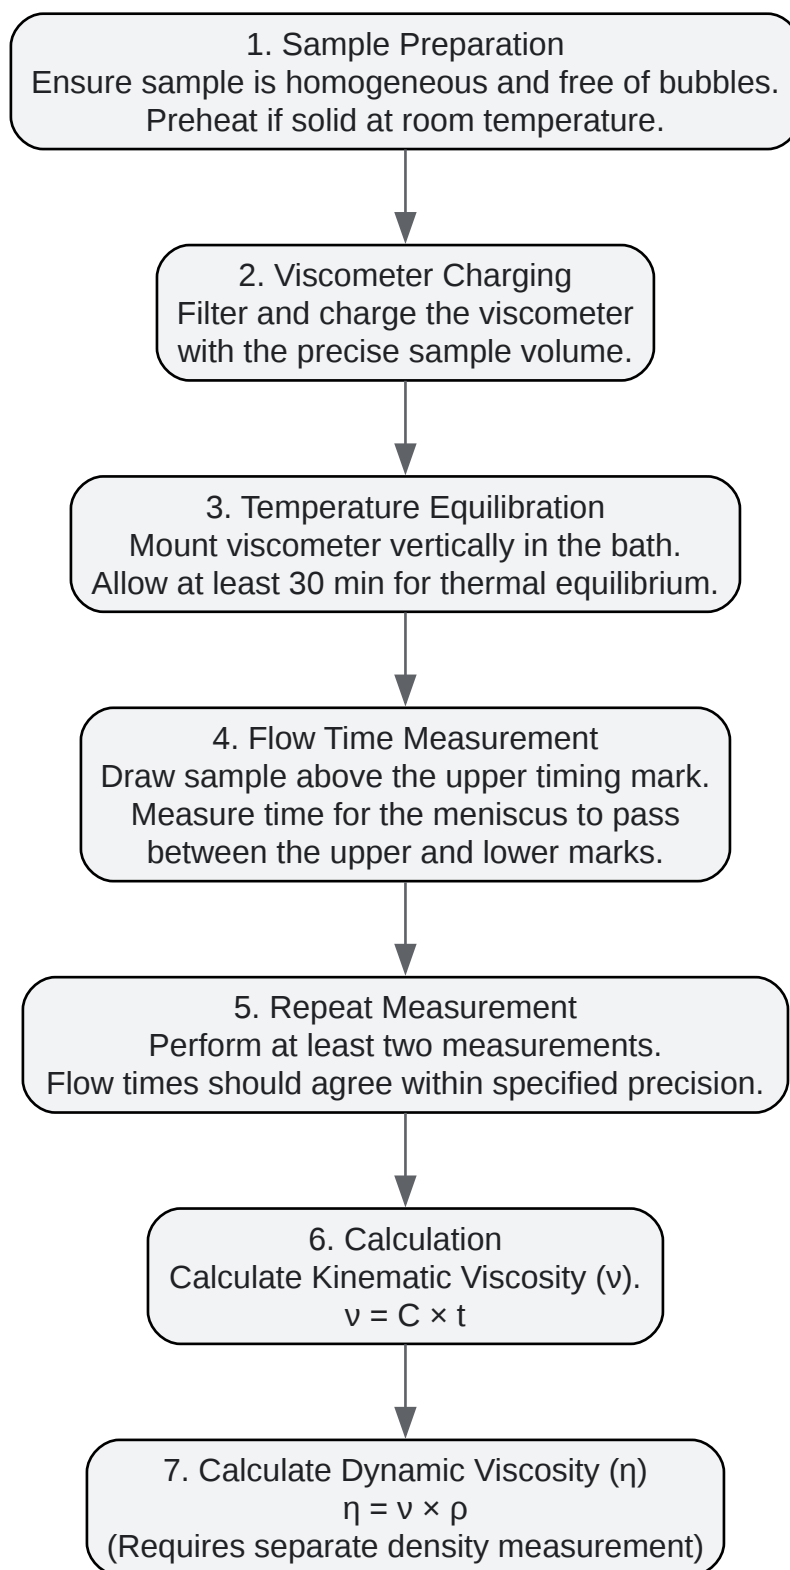 1. Sample Preparation
Ensure sample is homogeneous and free of bubbles.
Preheat if solid at room temperature.
2. Viscometer Charging
Filter and charge the viscometer
with the precise sample volume.
3. Temperature Equilibration
Mount viscometer vertically in the bath.
Allow at least 30 min for thermal equilibrium.
4. Flow Time Measurement
Draw sample above the upper timing mark.
Measure time for the meniscus to pass
between the upper and lower marks.
5. Repeat Measurement
Perform at least two measurements.
Flow times should agree within specified precision.
6. Calculation
Calculate Kinematic Viscosity (ν).
ν = C × t
7. Calculate Dynamic Viscosity (η)
η = ν × ρ
(Requires separate density measurement)